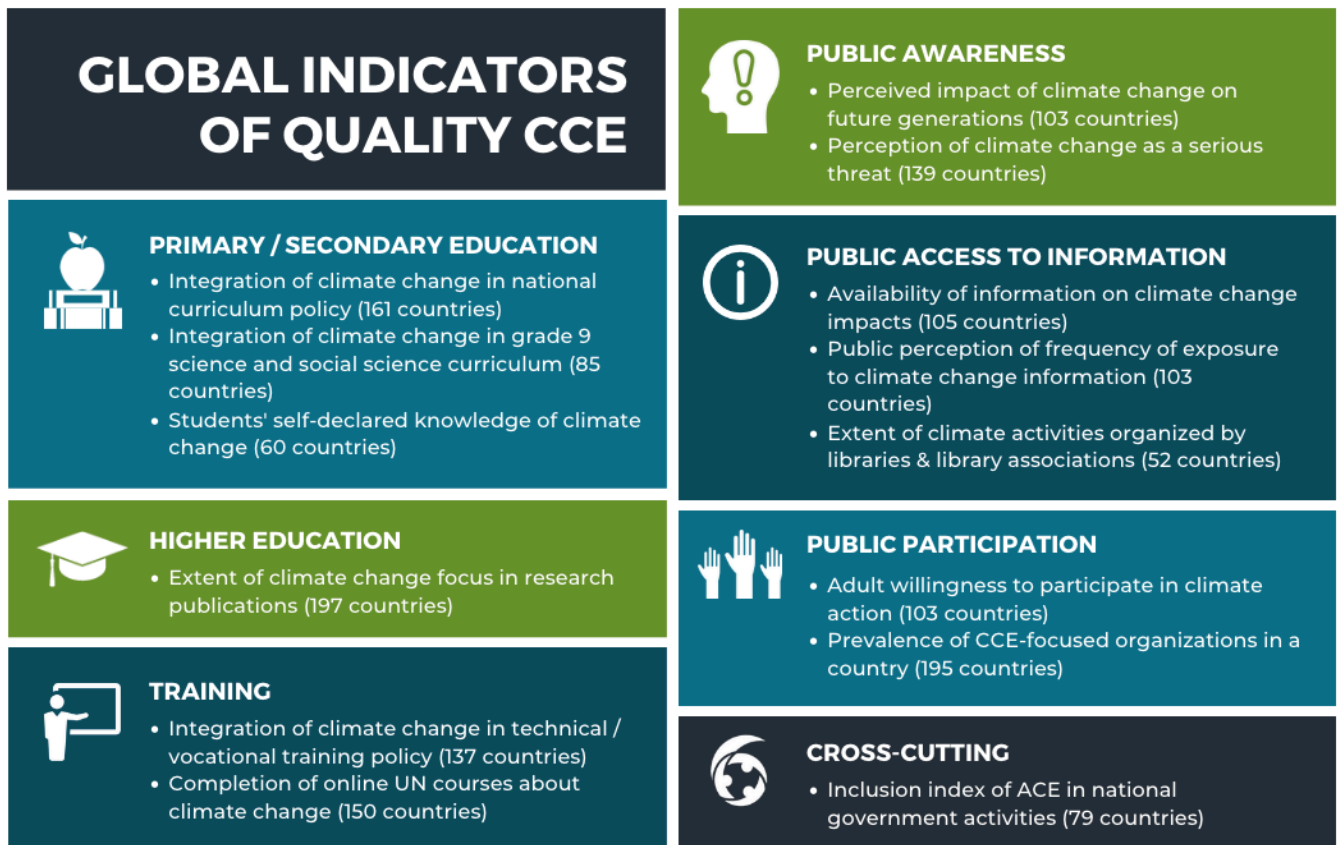 GLOBAL INDICATORS
OF QUALITY CCE
PRIMARY / SECONDARY EDUCATION
• Integration of climate change in national
curriculum policy (161 countries)
• Integration of climate change in grade 9
science and social science curriculum (85
countries)
• Students' self-declared knowledge of climate
change (60 countries)
HIGHER EDUCATION
• Extent of climate change focus in research
publications (197 countries)
TRAINING
• Integration of climate change in technical /
vocational training policy (137 countries)
• Completion of online UN courses about
climate change (150 countries)
PUBLIC AWARENESS
• Perceived impact of climate change on
future generations (103 countries)
• Perception of climate change as a serious
threat (139 countries)
PUBLIC ACCESS TO INFORMATION
• Availability of information on climate change
impacts (105 countries)
• Public perception of frequency of exposure
to climate change information (103
countries)
• Extent of climate activities organized by
libraries & library associations (52 countries)
PUBLIC PARTICIPATION
• Adult willingness to participate in climate
action (103 countries)
• Prevalence of CCE-focused organizations in a
country (195 countries)
CROSS-CUTTING
• Inclusion index of ACE in national
government activities (79 countries)